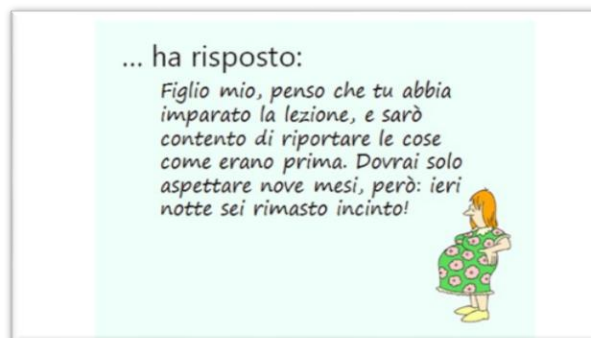 ... ha risposto:
Figlio mio, penso che tu abbia
imparato la lezione, e sarò
contento di riportare le cose
come erano prima. Dovrai solo
aspettare nove mesi, però: ieri
notte sei rimasto incinto!